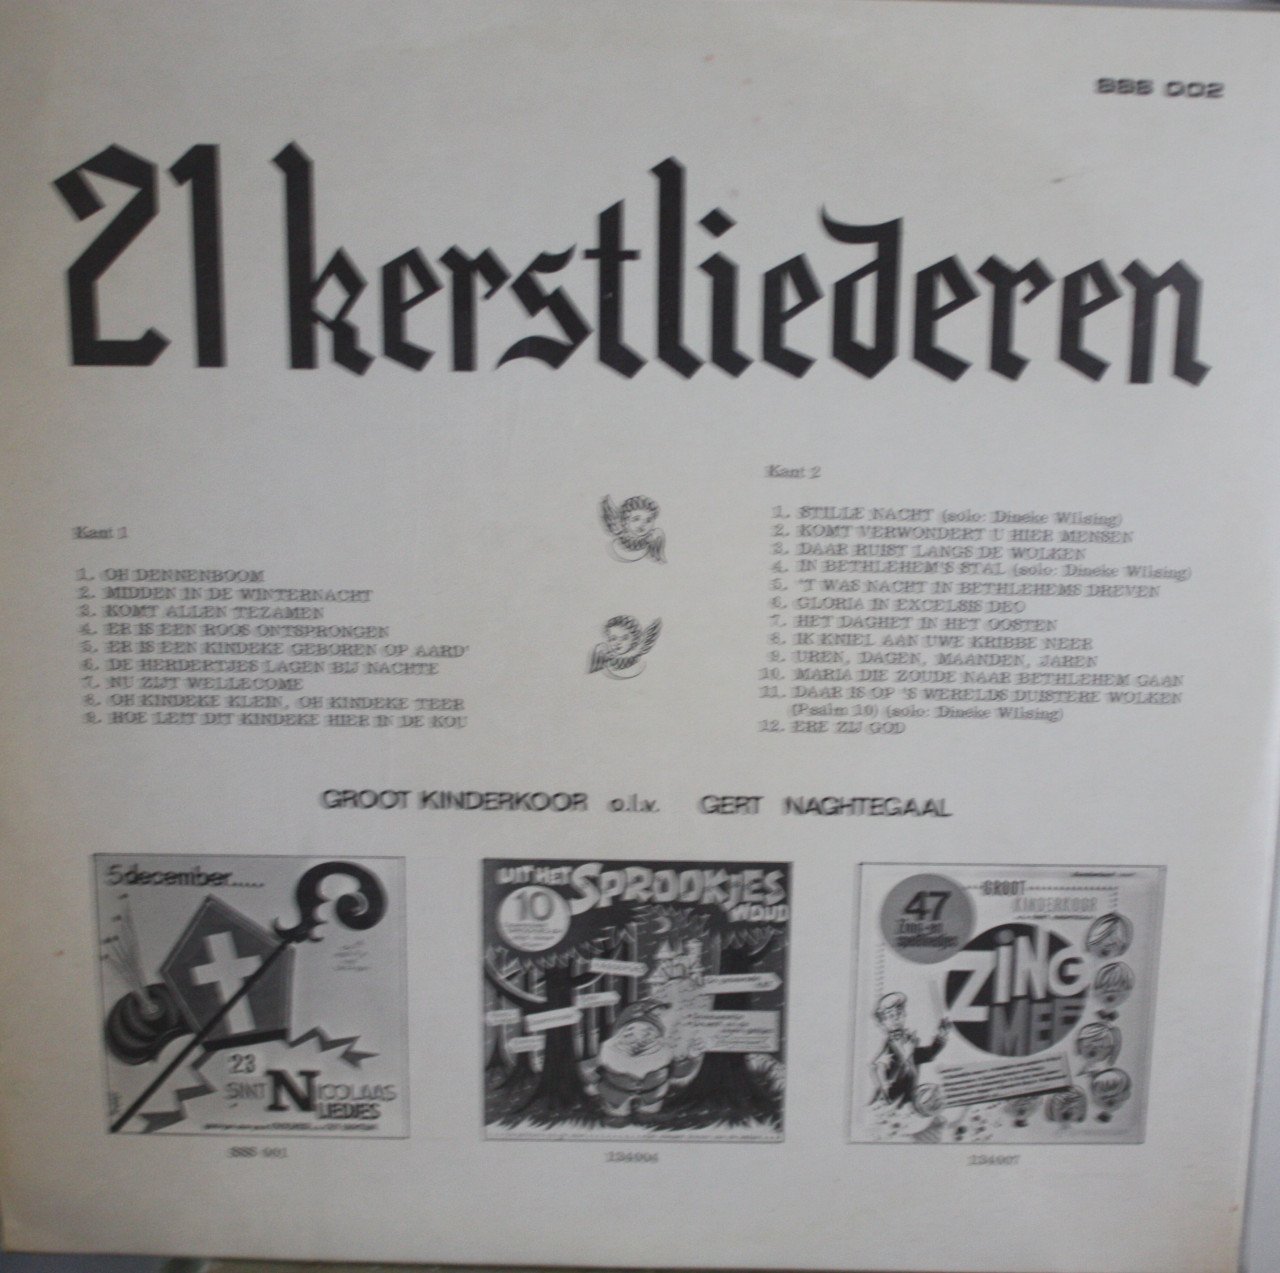 SSS 002
21 kerstliederen
Kant 1
1. OH DENNENBOOM
2. MIDDEN IN DE WINTERNACHT
3. KOMT ALLEN TEZAMEN
4. ER IS EEN ROOS ONTSPRONGEN
5. ER IS EEN KINDEKE GEBOREN OP AARD'
6. DE HERDERTJES LAGEN BIJ NACHTE
7. NU ZIJT WELLECOME
8. OH KINDEKE KLEIN, OH KINDEKE TEER
9. HOE LEIT DIT KINDEKE HIER IN DE KOU
Kant 2
1. STILLE NACHT (solo: Dineke Wilsing)
2. KOMT VERWONDERT U HIER MENSEN
3. DAAR RUIST LANGS DE WOLKEN
4. IN BETHLEHEM'S STAL (solo: Dineke Wilsing)
5. 'T WAS NACHT IN BETHLEHEMS DREVEN
6. GLORIA IN EXCELSIS DEO
7. HET DAGHET IN HET OOSTEN
8. IK KNIEL AAN UWE KRIBBE NEER
9. UREN, DAGEN, MAANDEN, JAREN
10. MARIA DIE ZOUDE NAAR BETHLEHEM GAAN
11. DAAR IS OP 'S WERELDS DUISTERE WOLKEN
(Psalm 10) (solo: Dineke Wilsing)
12. ERE ZIJ GOD
GROOT KINDERKOOR o.l.v. GERT NACHTEGAAL
5 december.....
23
SINT NICOLAAS
LIEDJES
SSS 001
UIT HET SPROOKJES
WOUD
10
134004
47
Zing- en
speelliedjes
GROOT
KINDERKOOR
ZING
MEE
134007